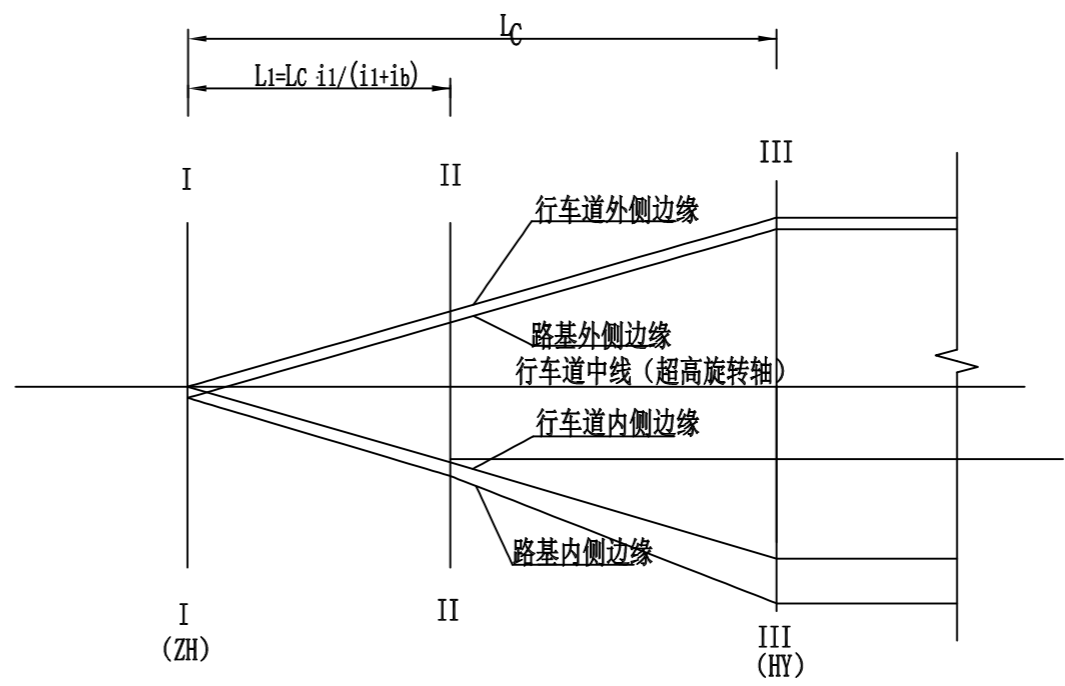 LC
L1=LC i1/(i1+ib)
I
II
III
行车道外侧边缘
路基外侧边缘
行车道中线（超高旋转轴）
行车道内侧边缘
路基内侧边缘
I
(ZH)
II
III
(HY)